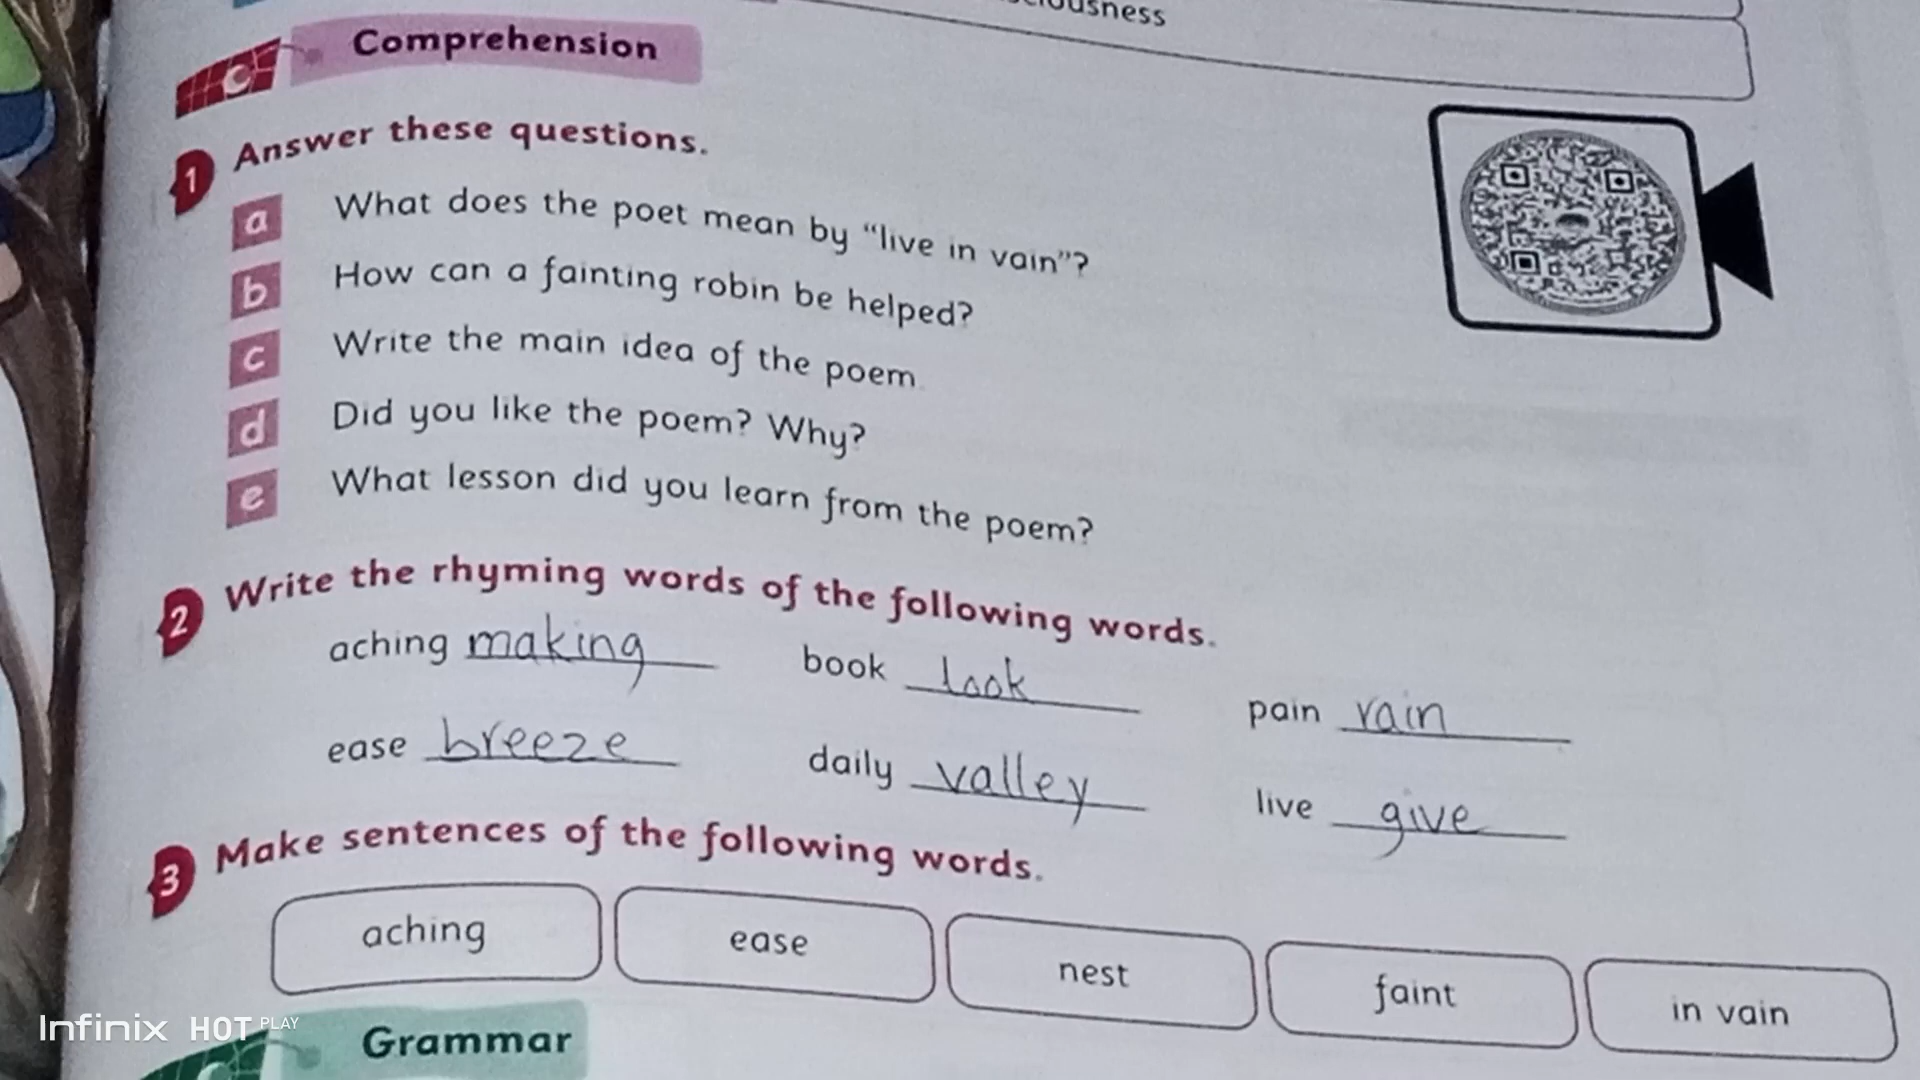 Comprehension
C
1 Answer these questions.
a What does the poet mean by “live in vain”?
b How can a fainting robin be helped?
c Write the main idea of the poem.
d Did you like the poem? Why?
e What lesson did you learn from the poem?
2 Write the rhyming words of the following words.
aching making book look pain vain
ease breeze daily valley live give
3 Make sentences of the following words.
aching ease nest faint in vain
Grammar
Infinix HOT PLAY